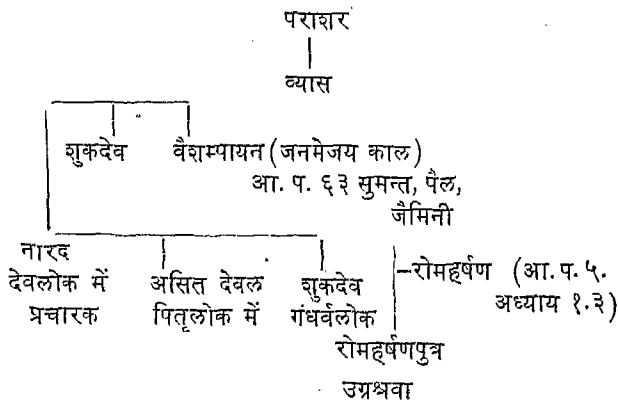 पराशर
व्यास
शुकदेव वैशम्पायन (जनमेजय काल)
आ. प. ६३ सुमन्त, पैल,
जैमिनी
नारद
देवलोक में
प्रचारक
असित देवल
पितृलोक में
शुकदेव
गंधर्वलोक
रोमहर्षण (आ. प. ५.
अध्याय १.३)
रोमहर्षणपुत्र
उग्रश्रवा